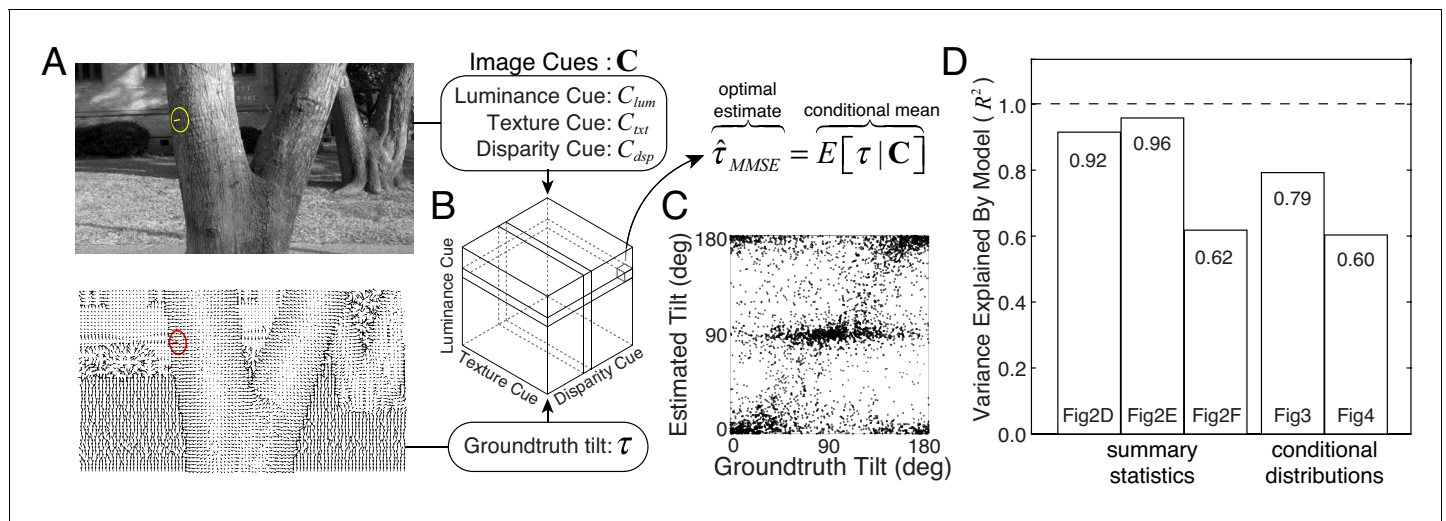 A
Image Cues : C
Luminance Cue: C_lum
Texture Cue: C_txt
Disparity Cue: C_dsp
optimal
estimate
conditional mean
τ̂_MMSE = E[τ | C]
B
Luminance Cue
Texture Cue
Disparity Cue
Groundtruth tilt: τ
C
Estimated Tilt (deg)
180
90
0
0
90
180
Groundtruth Tilt (deg)
D
Variance Explained By Model ( R² )
1.0
0.8
0.6
0.4
0.2
0.0
0.92
0.96
0.62
0.79
0.60
Fig2D
Fig2E
Fig2F
Fig3
Fig4
summary
statistics
conditional
distributions